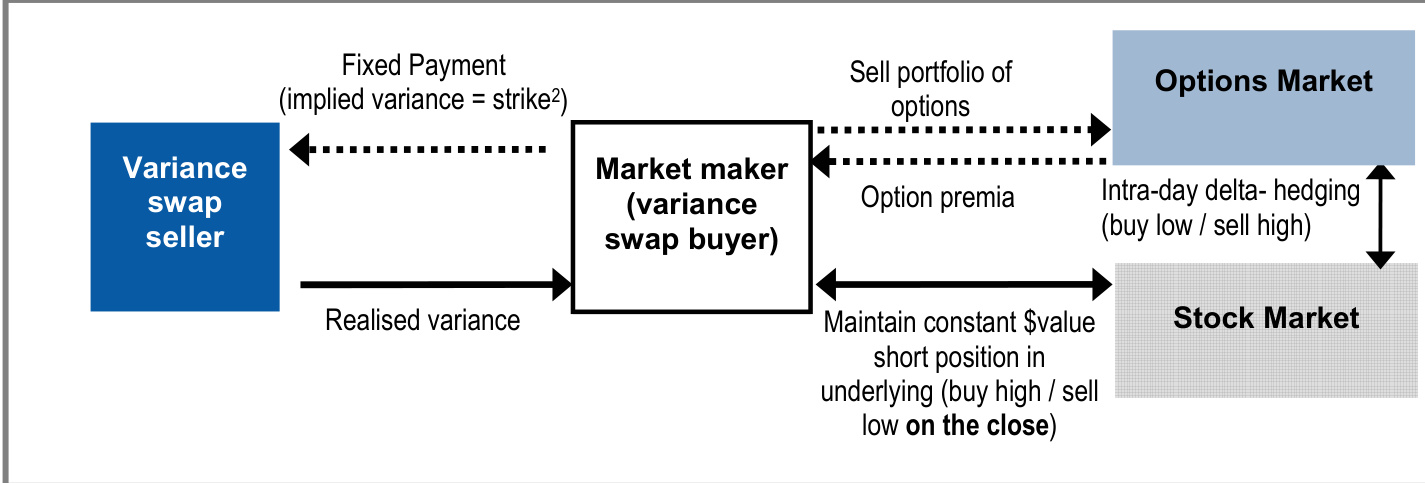 Fixed Payment
(implied variance = strike²)
Variance
swap
seller
Realised variance
Market maker
(variance
swap buyer)
Sell portfolio of
options
Option premia
Maintain constant $value
short position in
underlying (buy high / sell
low on the close)
Options Market
Intra-day delta- hedging
(buy low / sell high)
Stock Market